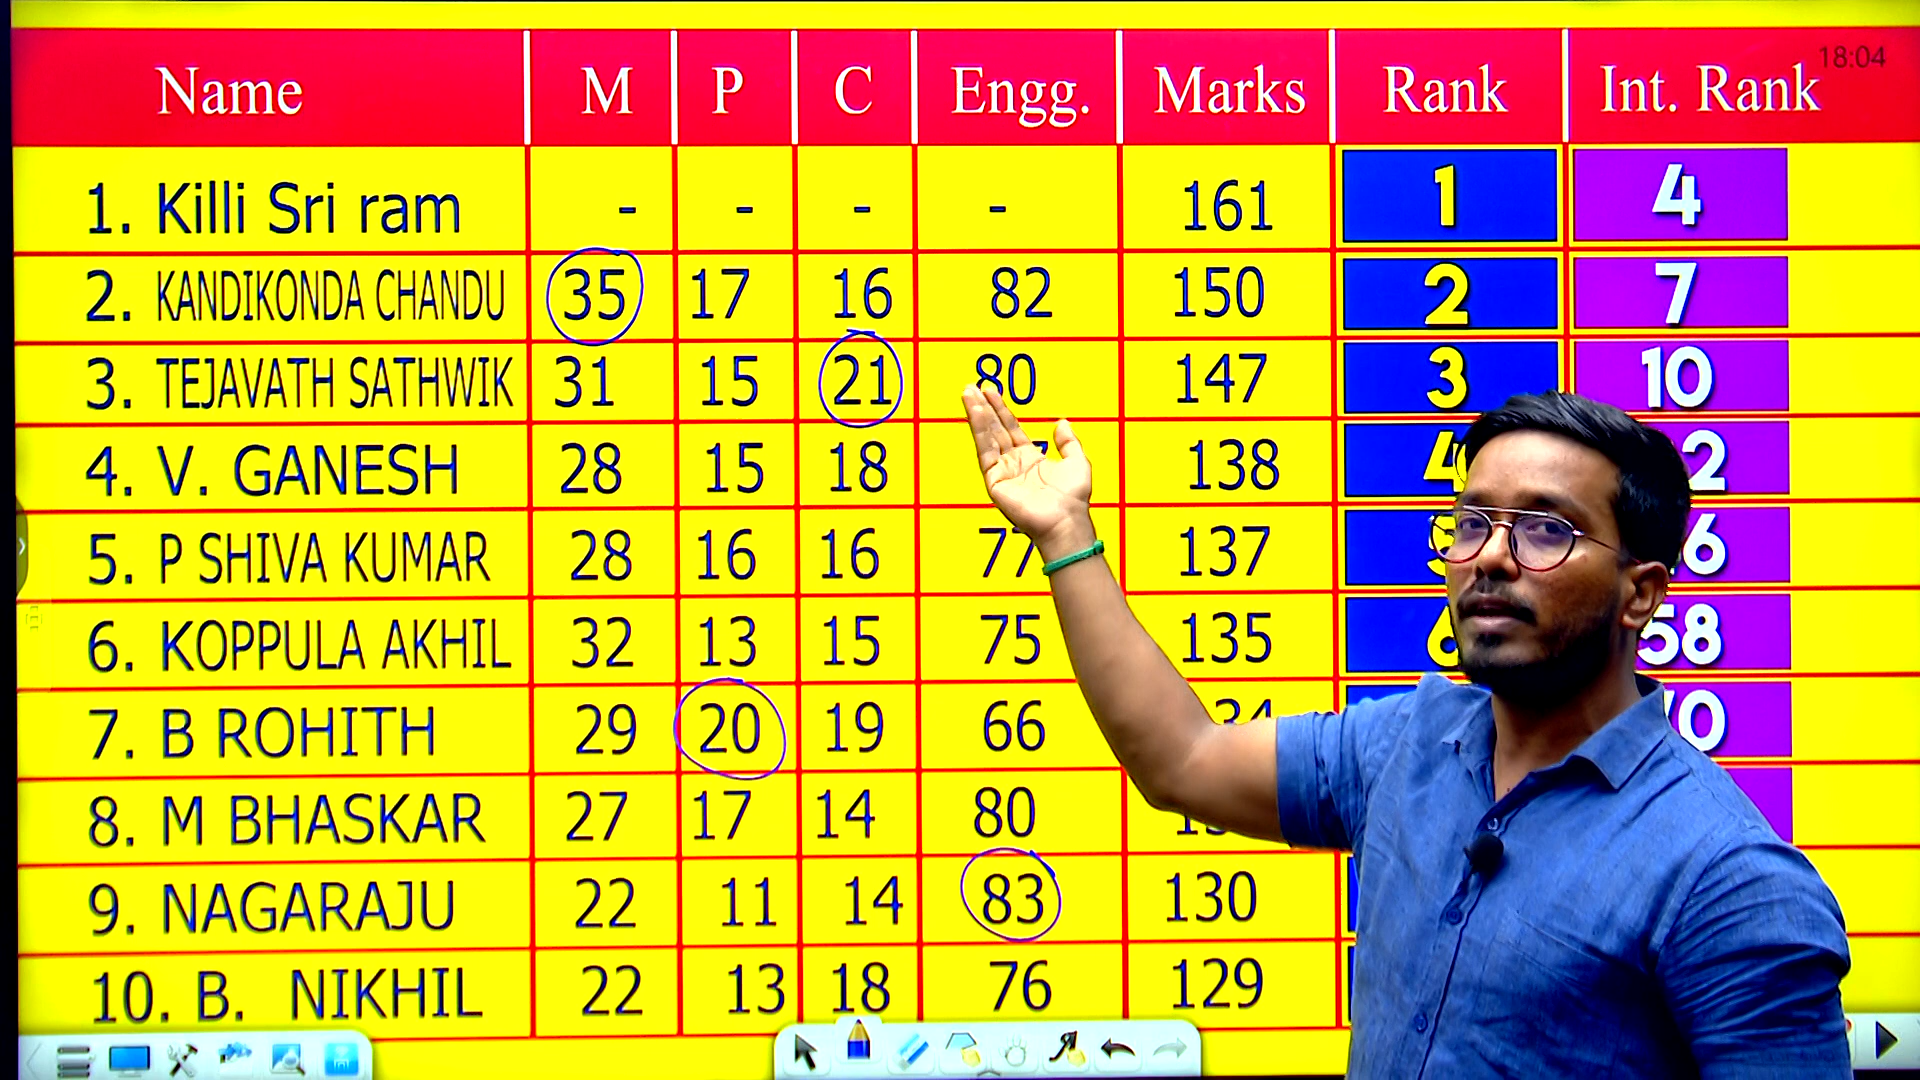 Name M P C Engg. Marks Rank Int. Rank
18:04
1. Killi Sri ram - - - - 161 1 4
2. KANDIKONDA CHANDU 35 17 16 82 150 2 7
3. TEJAVATH SATHWIK 31 15 21 80 147 3 10
4. V. GANESH 28 15 18 138 4
5. P SHIVA KUMAR 28 16 16 77 137
6. KOPPULA AKHIL 32 13 15 75 135 6 58
7. B ROHITH 29 20 19 66
8. M BHASKAR 27 17 14 80
9. NAGARAJU 22 11 14 83 130
10. B. NIKHIL 22 13 18 76 129